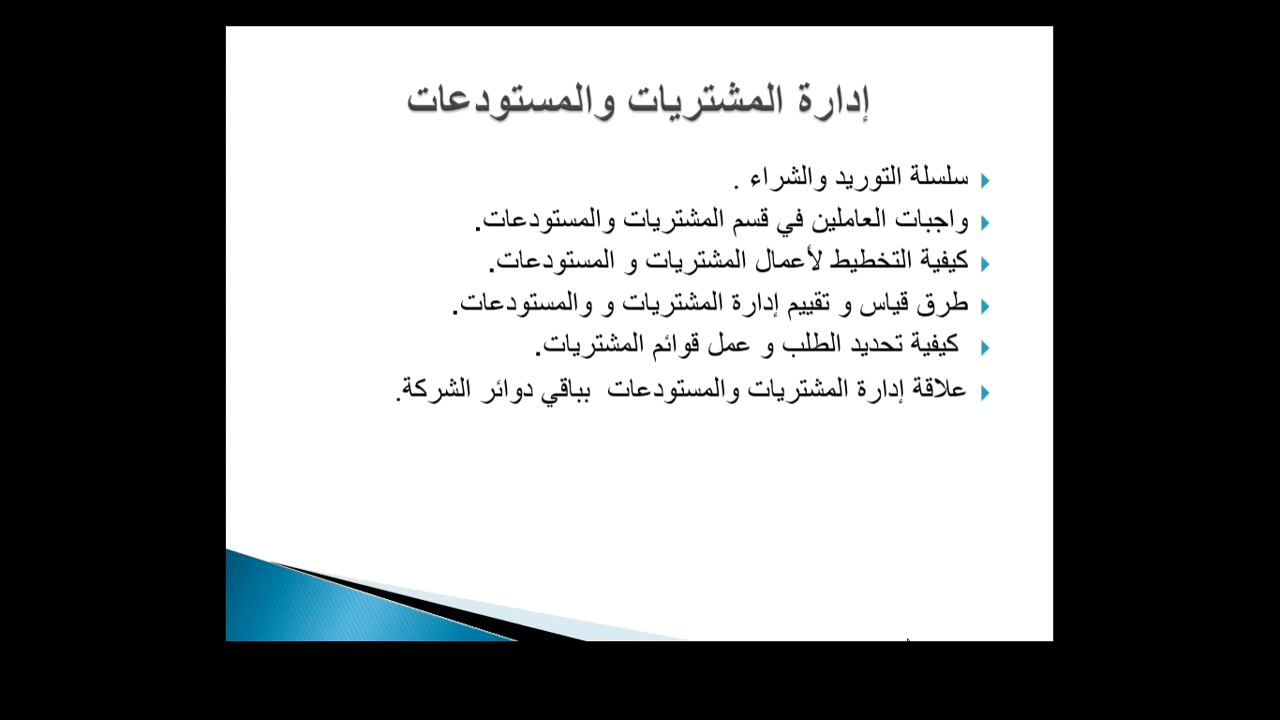 إدارة المشتريات والمستودعات
سلسلة التوريد والشراء .
واجبات العاملين في قسم المشتريات والمستودعات.
كيفية التخطيط لأعمال المشتريات و المستودعات.
طرق قياس و تقييم إدارة المشتريات و والمستودعات.
كيفية تحديد الطلب و عمل قوائم المشتريات.
علاقة إدارة المشتريات والمستودعات بباقي دوائر الشركة.